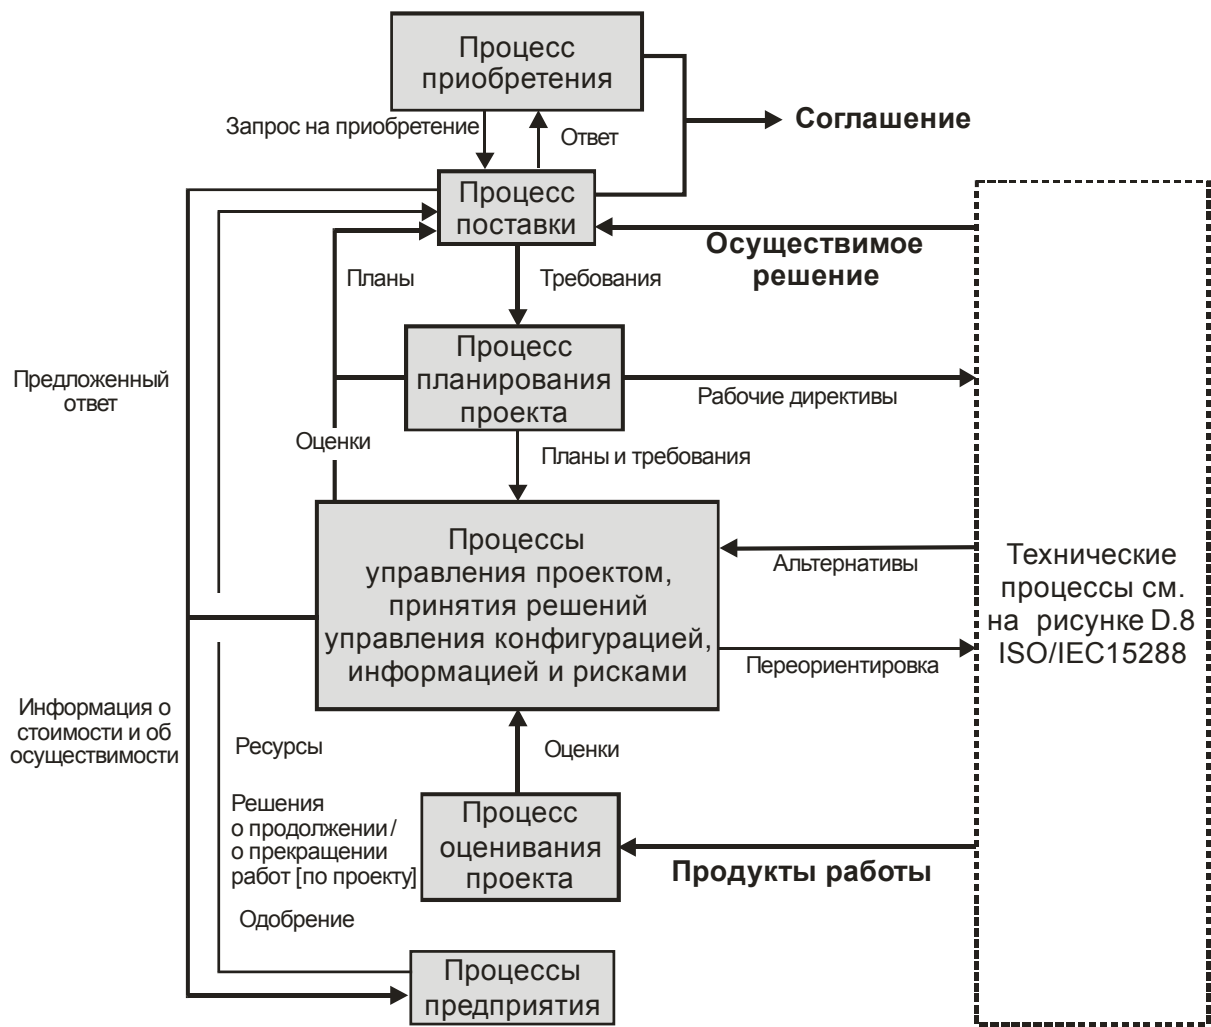 Процесс
приобретения
Запрос на приобретение
Ответ
Соглашение
Процесс
поставки
Осуществимое
решение
Планы
Требования
Процесс
планирования
проекта
Предложенный
ответ
Рабочие директивы
Оценки
Планы и требования
Процессы
управления проектом,
принятия решений
управления конфигурацией,
информацией и рисками
Альтернативы
Переориентировка
Технические
процессы см.
на рисунке D.8
ISO/IEC15288
Информация о
стоимости и об
осуществимости
Ресурсы
Оценки
Решения
о продолжении/
о прекращении
работ [по проекту]
Процесс
оценивания
проекта
Продукты работы
Одобрение
Процессы
предприятия